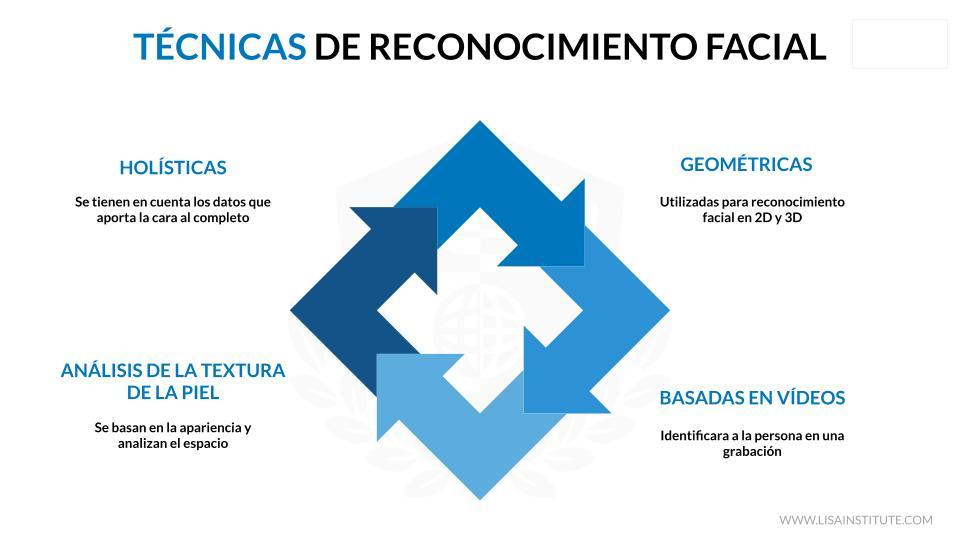 TÉCNICAS DE RECONOCIMIENTO FACIAL
HOLÍSTICAS
Se tienen en cuenta los datos que
aporta la cara al completo
GEOMÉTRICAS
Utilizadas para reconocimiento
facial en 2D y 3D
ANÁLISIS DE LA TEXTURA
DE LA PIEL
Se basan en la apariencia y
analizan el espacio
BASADAS EN VÍDEOS
Identificara a la persona en una
grabación
WWW.LISAINSTITUTE.COM